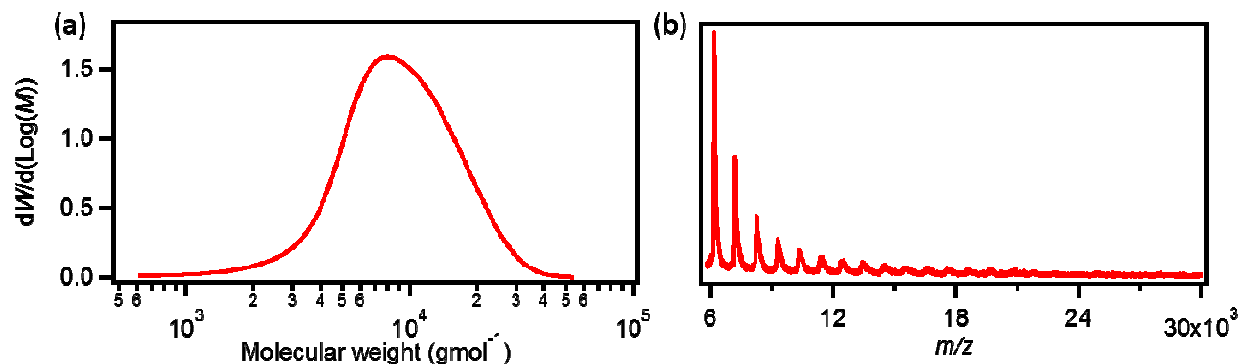 (a)
dW/d(Log(M))
1.5
1.0
0.5
0.0
5 6 2 3 4 5 6 2 3 4 5 6
10³ 10⁴ 10⁵
Molecular weight (gmol⁻¹)
(b)
6 12 18 24 30x10³
m/z